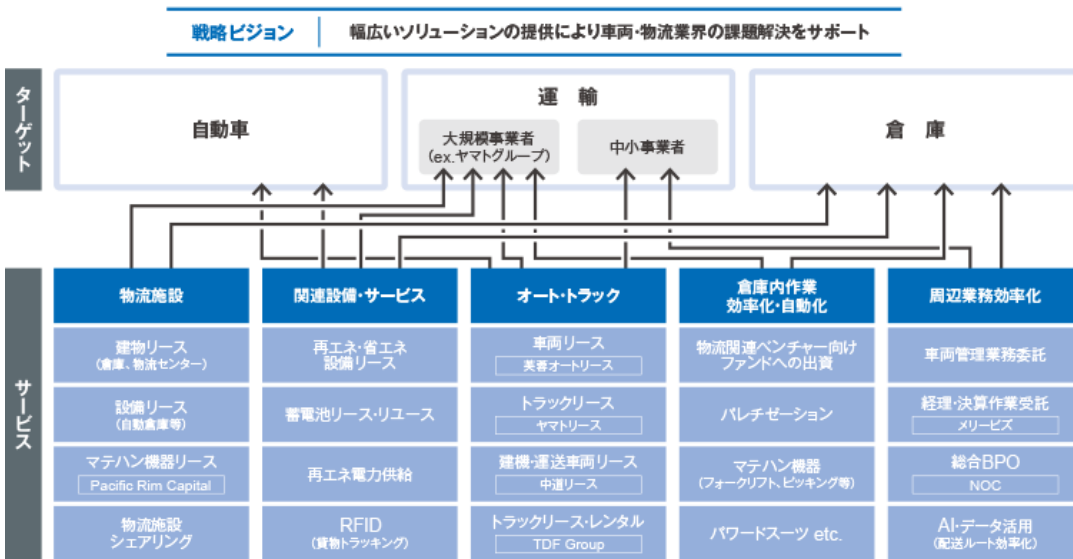 戦略ビジョン 幅広いソリューションの提供により車両・物流業界の課題解決をサポート
ターゲット
自動車
運輸
大規模事業者
(ex.ヤマトグループ)
中小事業者
倉庫
サービス
物流施設
建物リース
(倉庫、物流センター)
設備リース
(自動倉庫等)
マテハン機器リース
Pacific Rim Capital
物流施設
シェアリング
関連設備・サービス
再エネ・省エネ
設備リース
蓄電池リース・リユース
再エネ電力供給
RFID
(貨物トラッキング)
オート・トラック
車両リース
芙蓉オートリース
トラックリース
ヤマトリース
建機・運送車両リース
中道リース
トラックリース・レンタル
TDF Group
倉庫内作業
効率化・自動化
物流関連ベンチャー向け
ファンドへの出資
パレチゼーション
マテハン機器
(フォークリフト、ピッキング等)
パワードスーツ etc.
周辺業務効率化
車両管理業務委託
経理・決算作業受託
メリービズ
総合BPO
NOC
AI・データ活用
(配送ルート効率化)